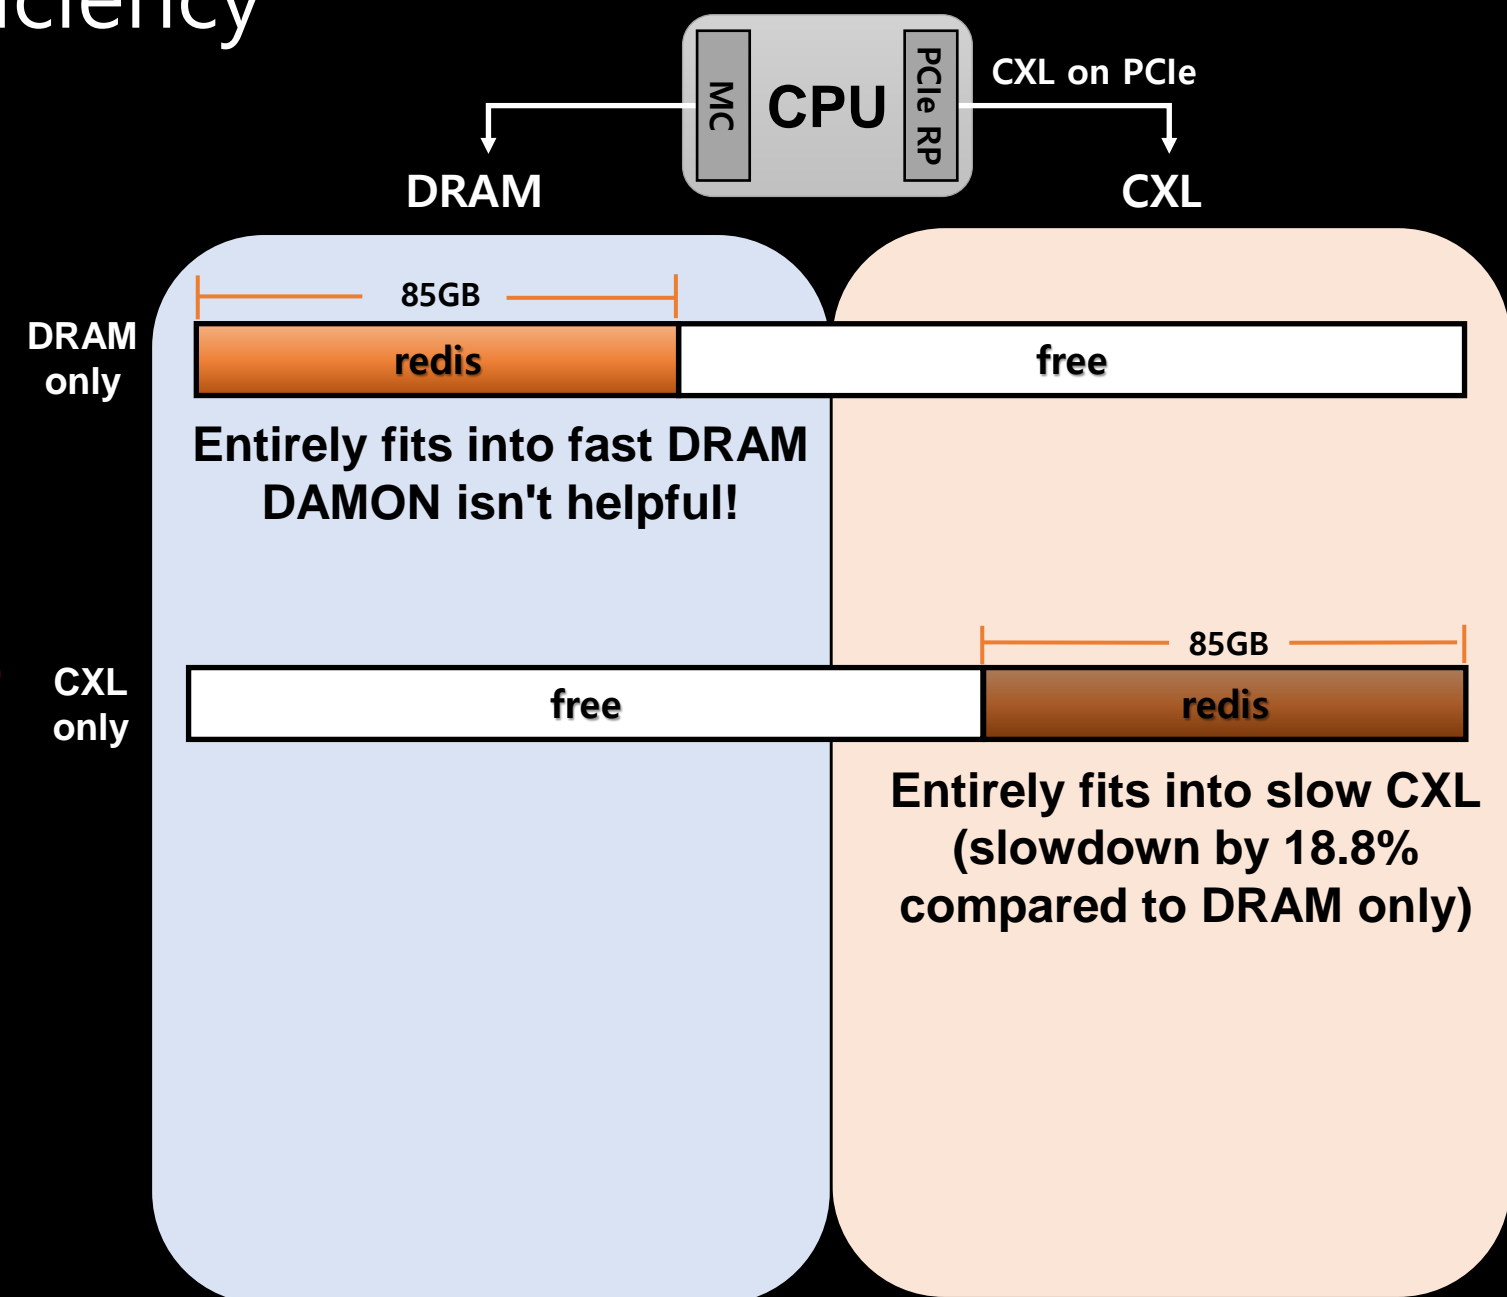 iciency
MC
CPU
PCIe RP
CXL on PCIe
DRAM
CXL
85GB
DRAM
only
redis
free
Entirely fits into fast DRAM
DAMON isn't helpful!
85GB
CXL
only
free
redis
Entirely fits into slow CXL
(slowdown by 18.8%
compared to DRAM only)